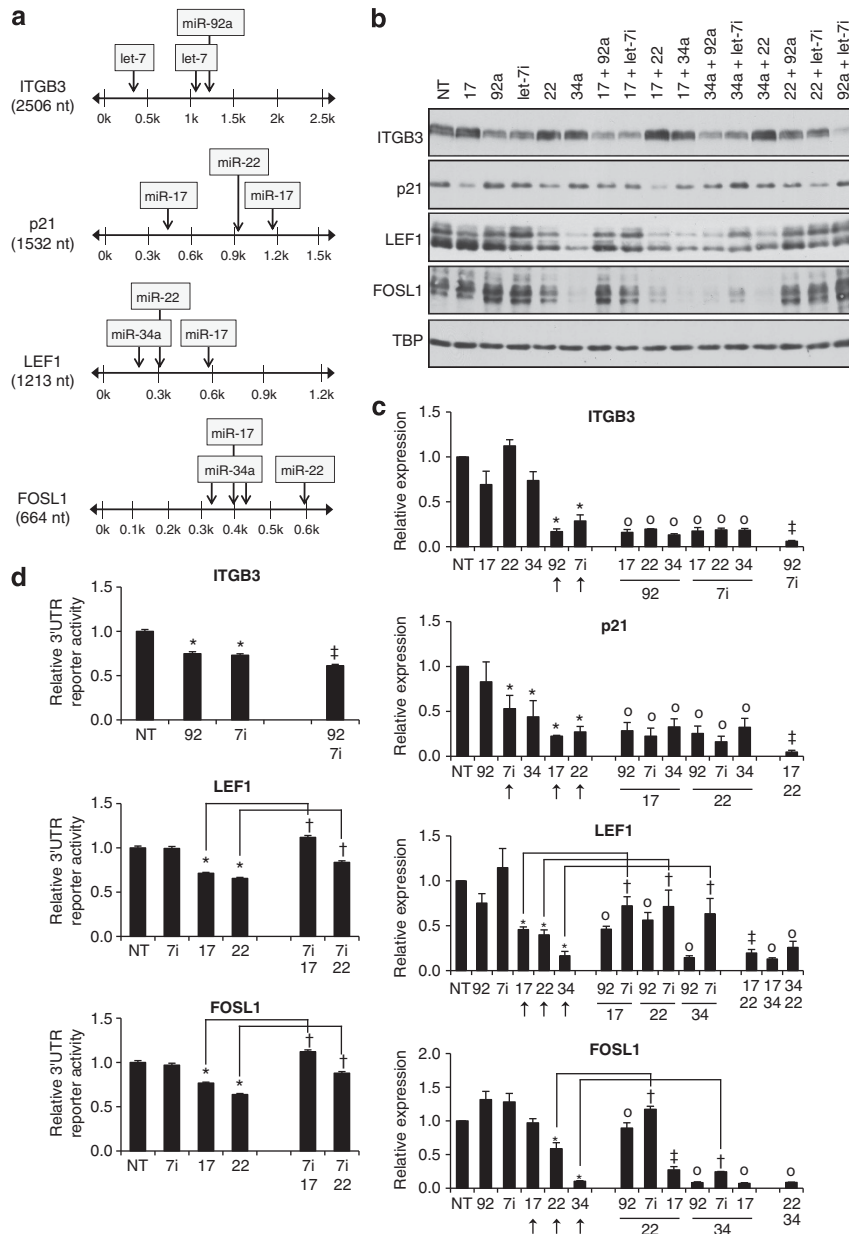 a
miR-92a
let-7
let-7
ITGB3
(2506 nt)
0k 0.5k 1k 1.5k 2k 2.5k
miR-22
miR-17
miR-17
p21
(1532 nt)
0k 0.3k 0.6k 0.9k 1.2k 1.5k
miR-22
miR-34a
miR-17
LEF1
(1213 nt)
0k 0.3k 0.6k 0.9k 1.2k
miR-17
miR-34a
miR-22
FOSL1
(664 nt)
0k 0.1k 0.2k 0.3k 0.4k 0.6k
b
NT 17 92a let-7i 22 34a 17 + 92a 17 + let-7i 17 + 22 17 + 34a 34a + 92a 34a + let-7i 34a + 22 22 + 92a 22 + let-7i 92a + let-7i
ITGB3
p21
LEF1
FOSL1
TBP
c
ITGB3
Relative expression
1.5
1.0
0.5
0.0
* * o o o o o o ‡
NT 17 22 34 92 7i 17 22 34 17 22 34 92
↑ ↑ 92 7i 7i
p21
Relative expression
1.5
1.0
0.5
0.0
* * * * o o o o o o ‡
NT 92 7i 34 17 22 92 7i 34 92 7i 34 17
↑ ↑ ↑ 17 22 22
LEF1
Relative expression
1.5
1.0
0.5
0.0
* * * o † o † o † ‡ o o
NT 92 7i 17 22 34 92 7i 92 7i 92 7i 17 17 34
↑ ↑ ↑ 17 22 34 22 34 22
FOSL1
Relative expression
2.0
1.5
1.0
0.5
0.0
* * o † ‡ o † o o
NT 92 7i 17 22 34 92 7i 17 92 7i 17 22
↑ ↑ ↑ 22 34 34
d
ITGB3
Relative 3'UTR
reporter activity
1.5
1.0
0.5
0.0
* * ‡
NT 92 7i 92
7i
LEF1
Relative 3'UTR
reporter activity
1.5
1.0
0.5
0.0
* * † †
NT 7i 17 22 7i 7i
17 22
FOSL1
Relative 3'UTR
reporter activity
1.5
1.0
0.5
0.0
* * † †
NT 7i 17 22 7i 7i
17 22